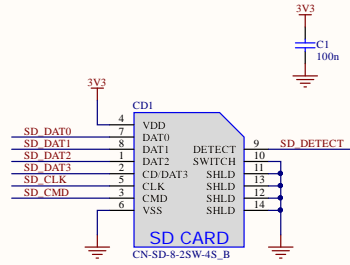 3V3
C1
100n
3V3
CD1
4 VDD
SD_DAT0 7 DAT0
SD_DAT1 8 DAT1 DETECT 9 SD_DETECT
SD_DAT2 1 DAT2 SWITCH 10
SD_DAT3 2 CD/DAT3 SHLD 11
SD_CLK 5 CLK SHLD 13
SD_CMD 3 CMD SHLD 12
6 VSS SHLD 14
SD CARD
CN-SD-8-2SW-4S_B